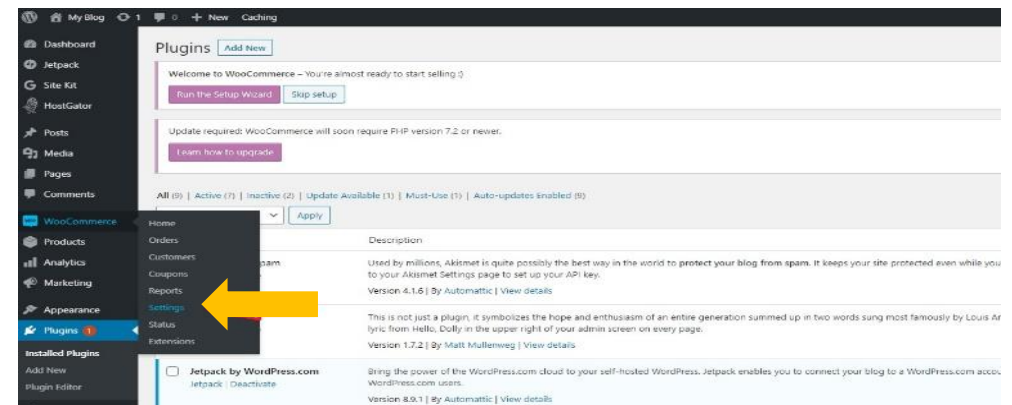 My Blog 1 0 + New Caching
Dashboard
Jetpack
Site Kit
HostGator
Posts
Media
Pages
Comments
WooCommerce
Products
Analytics
Marketing
Appearance
Plugins 1
Installed Plugins
Add New
Plugin Editor
Home
Orders
Customers
Coupons
Reports
Settings
Status
Extensions
Plugins Add New
Welcome to WooCommerce – You're almost ready to start selling :)
Run the Setup Wizard Skip setup
Update required: WooCommerce will soon require PHP version 7.2 or newer.
Learn how to upgrade
All (9) | Active (7) | Inactive (2) | Update Available (1) | Must-Use (1) | Auto-updates Enabled (9)
Apply
Description
pam
Used by millions, Akismet is quite possibly the best way in the world to protect your blog from spam. It keeps your site protected even while you
to your Akismet Settings page to set up your API key.
Version 4.1.6 | By Automattic | View details
This is not just a plugin, it symbolizes the hope and enthusiasm of an entire generation summed up in two words sung most famously by Louis Ar
lyric from Hello, Dolly in the upper right of your admin screen on every page.
Version 1.7.2 | By Matt Mullenweg | View details
Jetpack by WordPress.com
Jetpack | Deactivate
Bring the power of the WordPress.com cloud to your self-hosted WordPress. Jetpack enables you to connect your blog to a WordPress.com accou
WordPress.com users.
Version 8.9.1 | By Automattic | View details